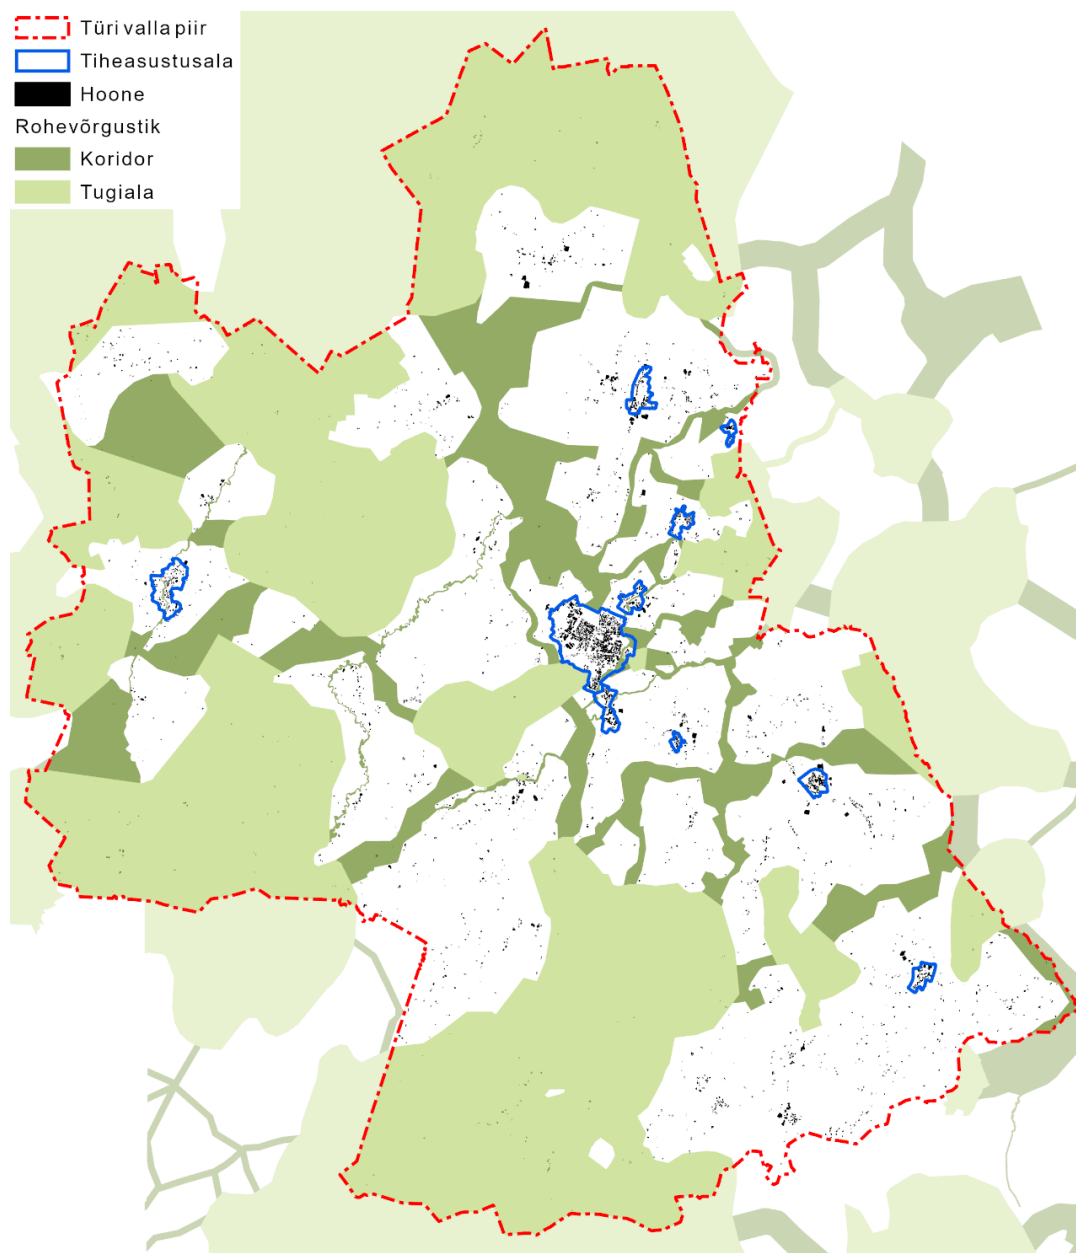 Türi valla piir
Tiheasustusala
Hoone
Rohevõrgustik
Koridor
Tugiala